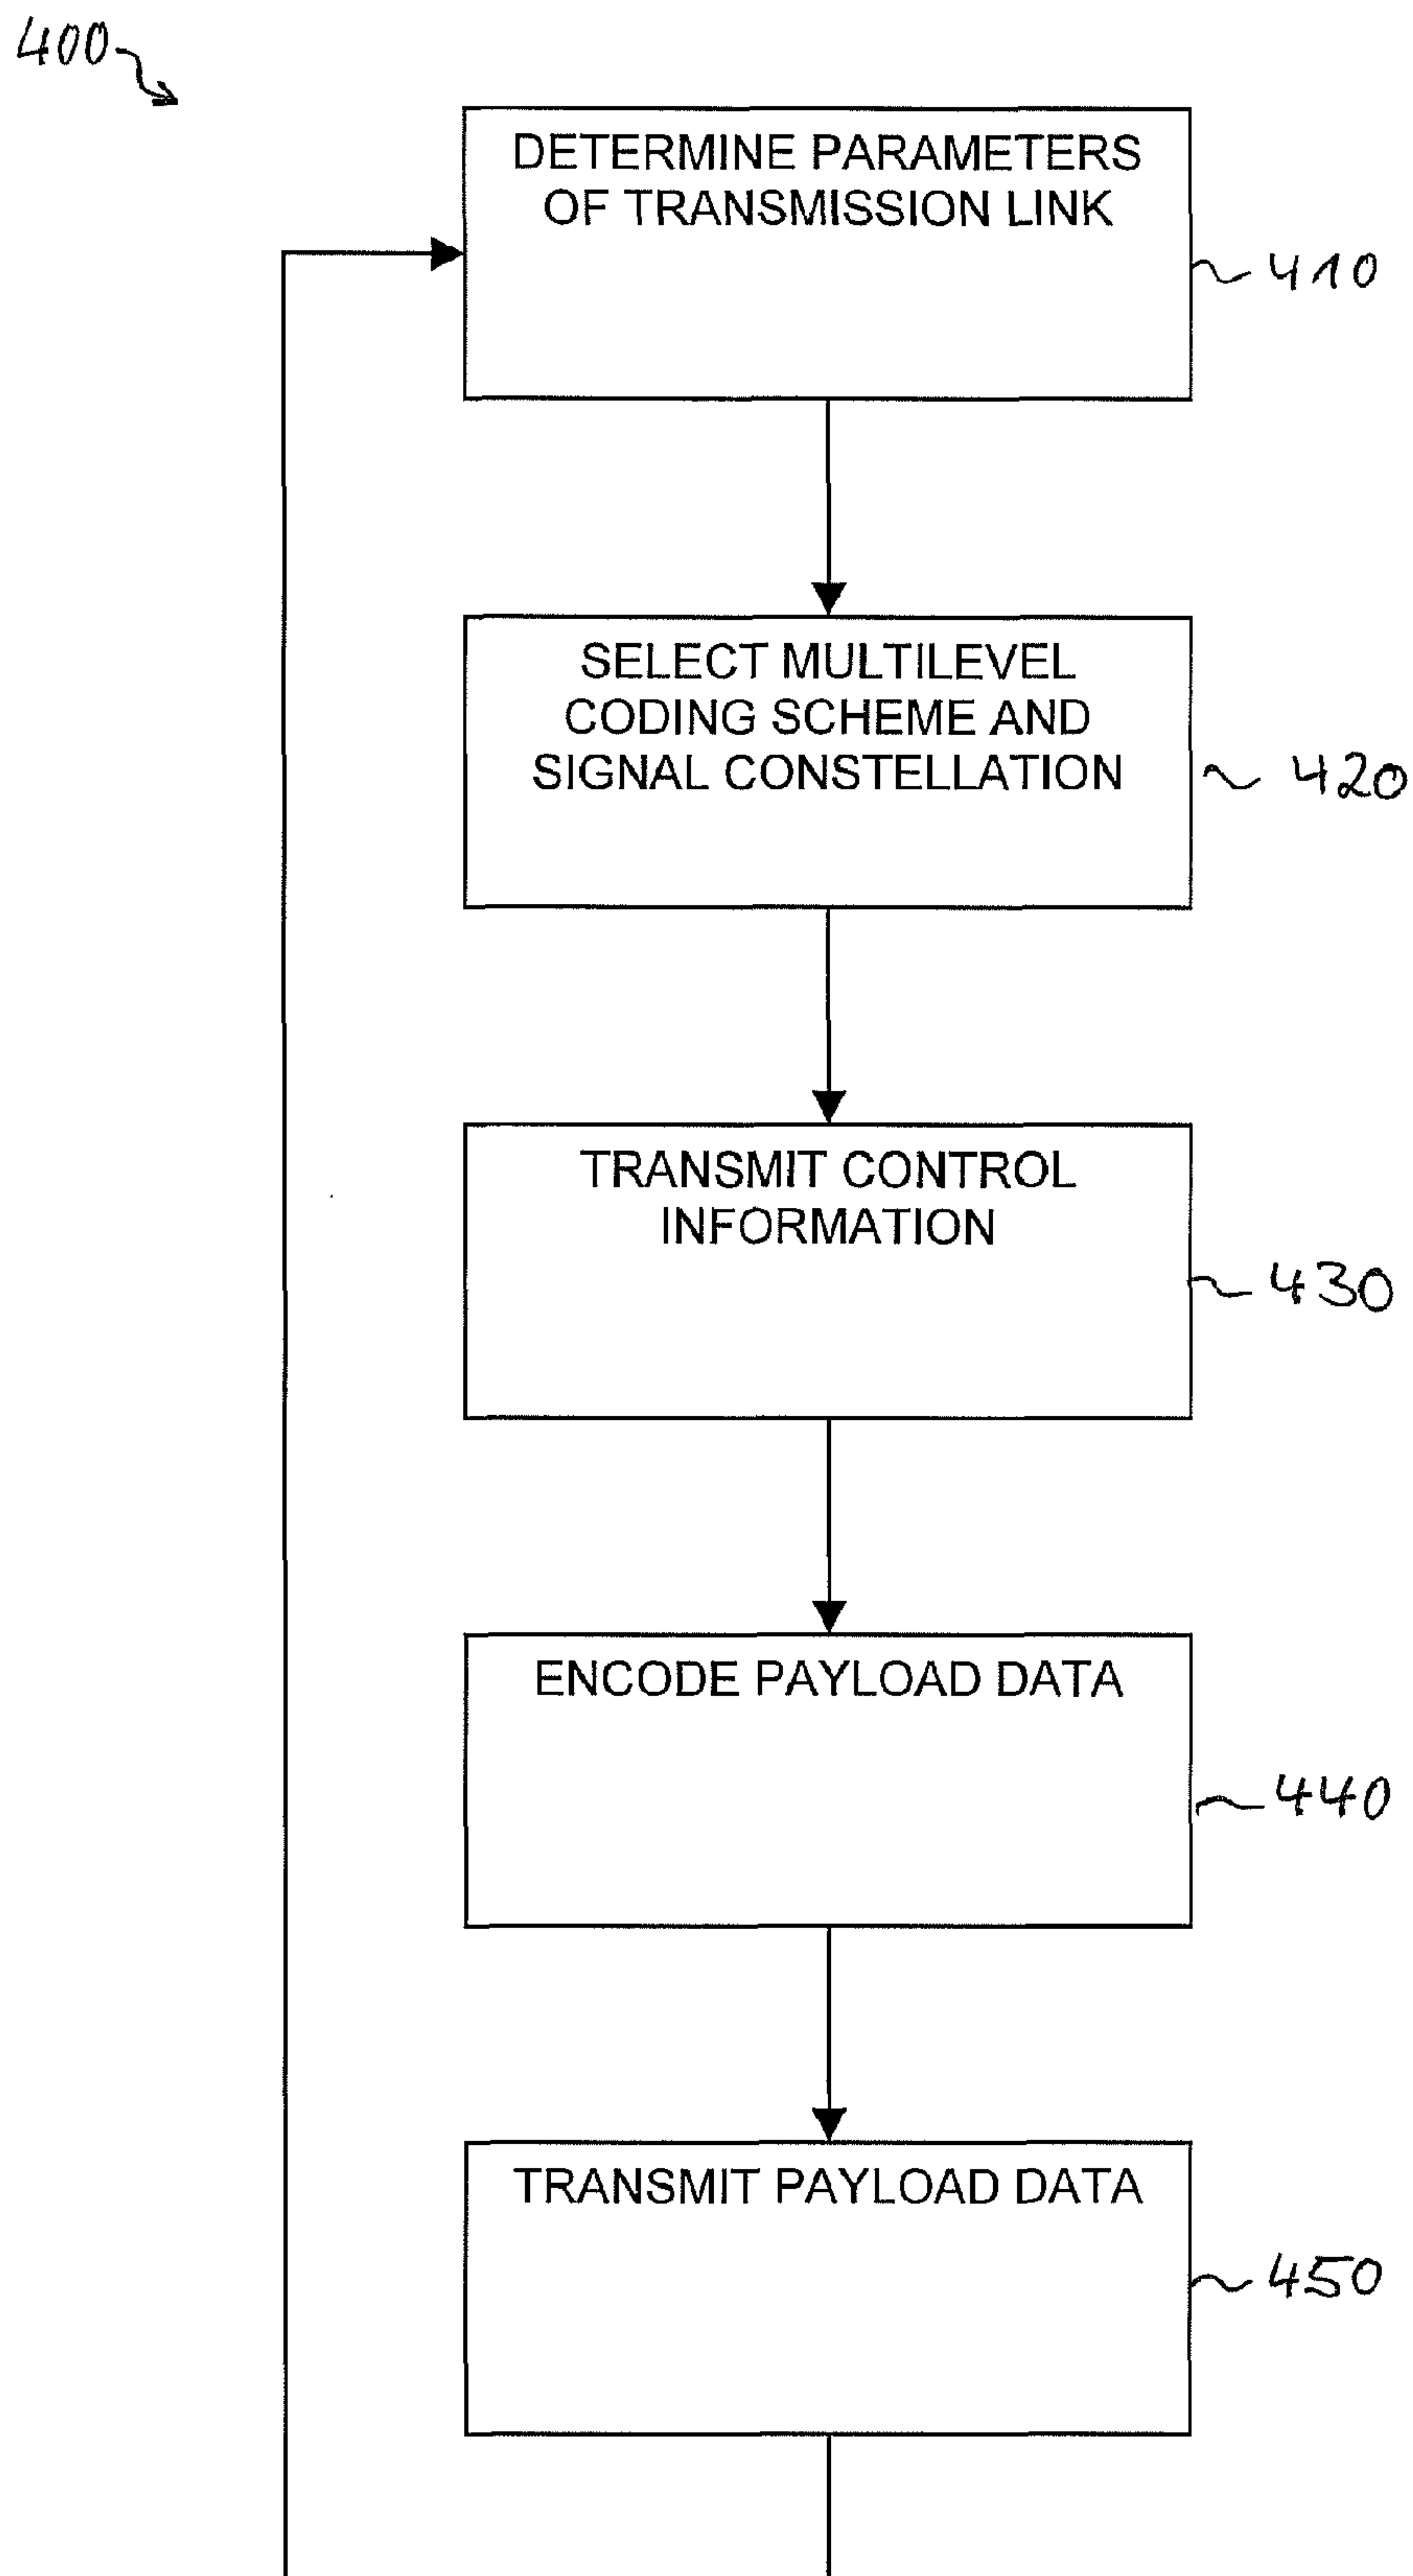 400
DETERMINE PARAMETERS
OF TRANSMISSION LINK
410
SELECT MULTILEVEL
CODING SCHEME AND
SIGNAL CONSTELLATION
420
TRANSMIT CONTROL
INFORMATION
430
ENCODE PAYLOAD DATA
440
TRANSMIT PAYLOAD DATA
450